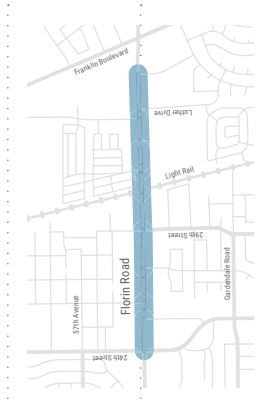 Franklin Boulevard
Luther Drive
Light Rail
29th Street
Florin Road
Gardendale Road
57th Avenue
24th Street